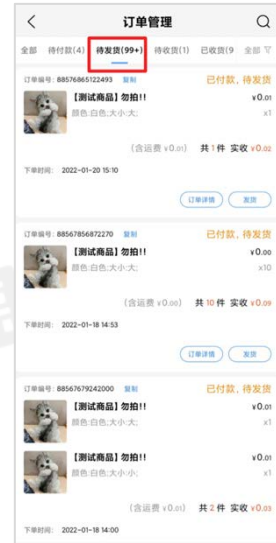 订单管理
全部 待付款(4) 待发货(99+) 待收货(1) 已收货(9 全部
订单编号: 88576865122493 复制 已付款, 待发货
【测试商品】勿拍!! ¥0.01
颜色:白色;大小:大; x1
(含运费 ¥0.01) 共 1 件 实收 ¥0.02
下单时间: 2022-01-20 15:10
订单详情 发货
订单编号: 88567856872270 复制 已付款, 待发货
【测试商品】勿拍!! ¥0.00
颜色:白色;大小:大; x10
(含运费 ¥0.00) 共 10 件 实收 ¥0.09
下单时间: 2022-01-18 14:53
订单详情 发货
订单编号: 88567679242000 复制 已付款, 待发货
【测试商品】勿拍!! ¥0.01
颜色:白色;大小:大; x1
【测试商品】勿拍!! ¥0.01
颜色:白色;大小:小; x1
(含运费 ¥0.01) 共 2 件 实收 ¥0.03
下单时间: 2022-01-18 14:00